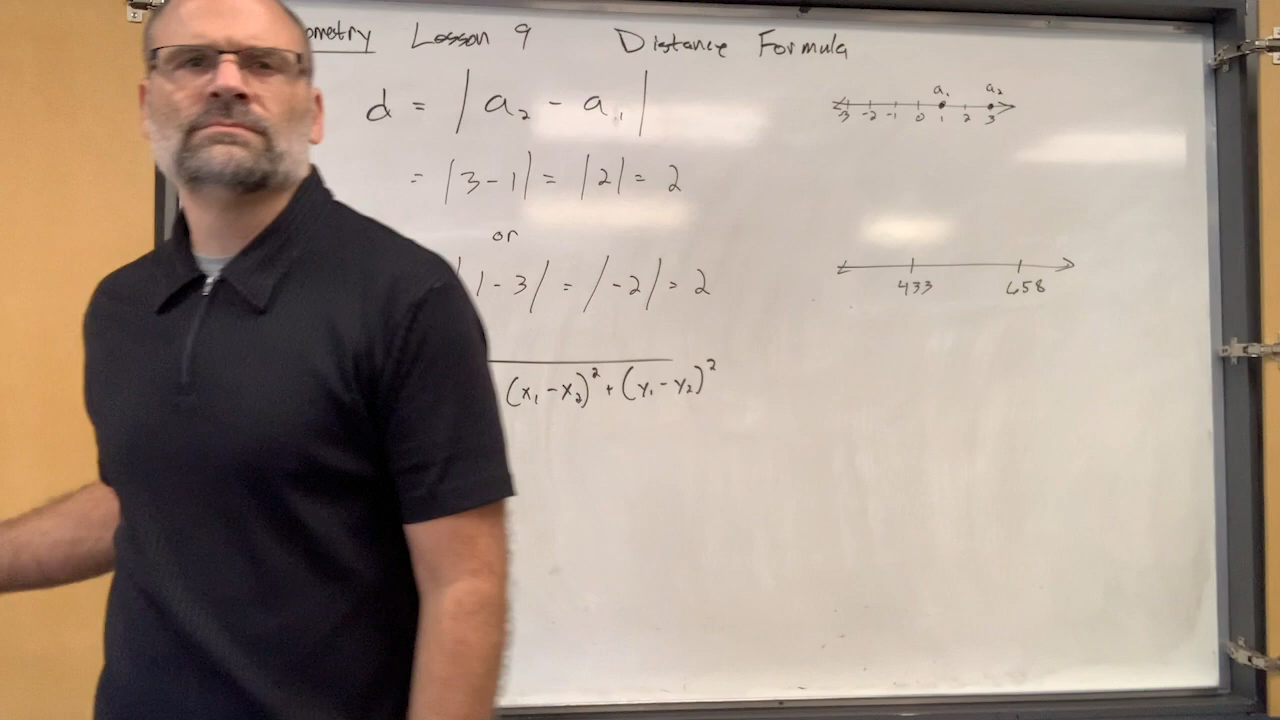 ometry Lesson 9 Distance Formula
d = | a₂ - a₁ |
a₁ a₂
-3 -2 -1 0 1 2 3
= |3 - 1| = |2| = 2
or
|1 - 3| = |-2| = 2
433 658
(x₁ - x₂)² + (y₁ - y₂)²